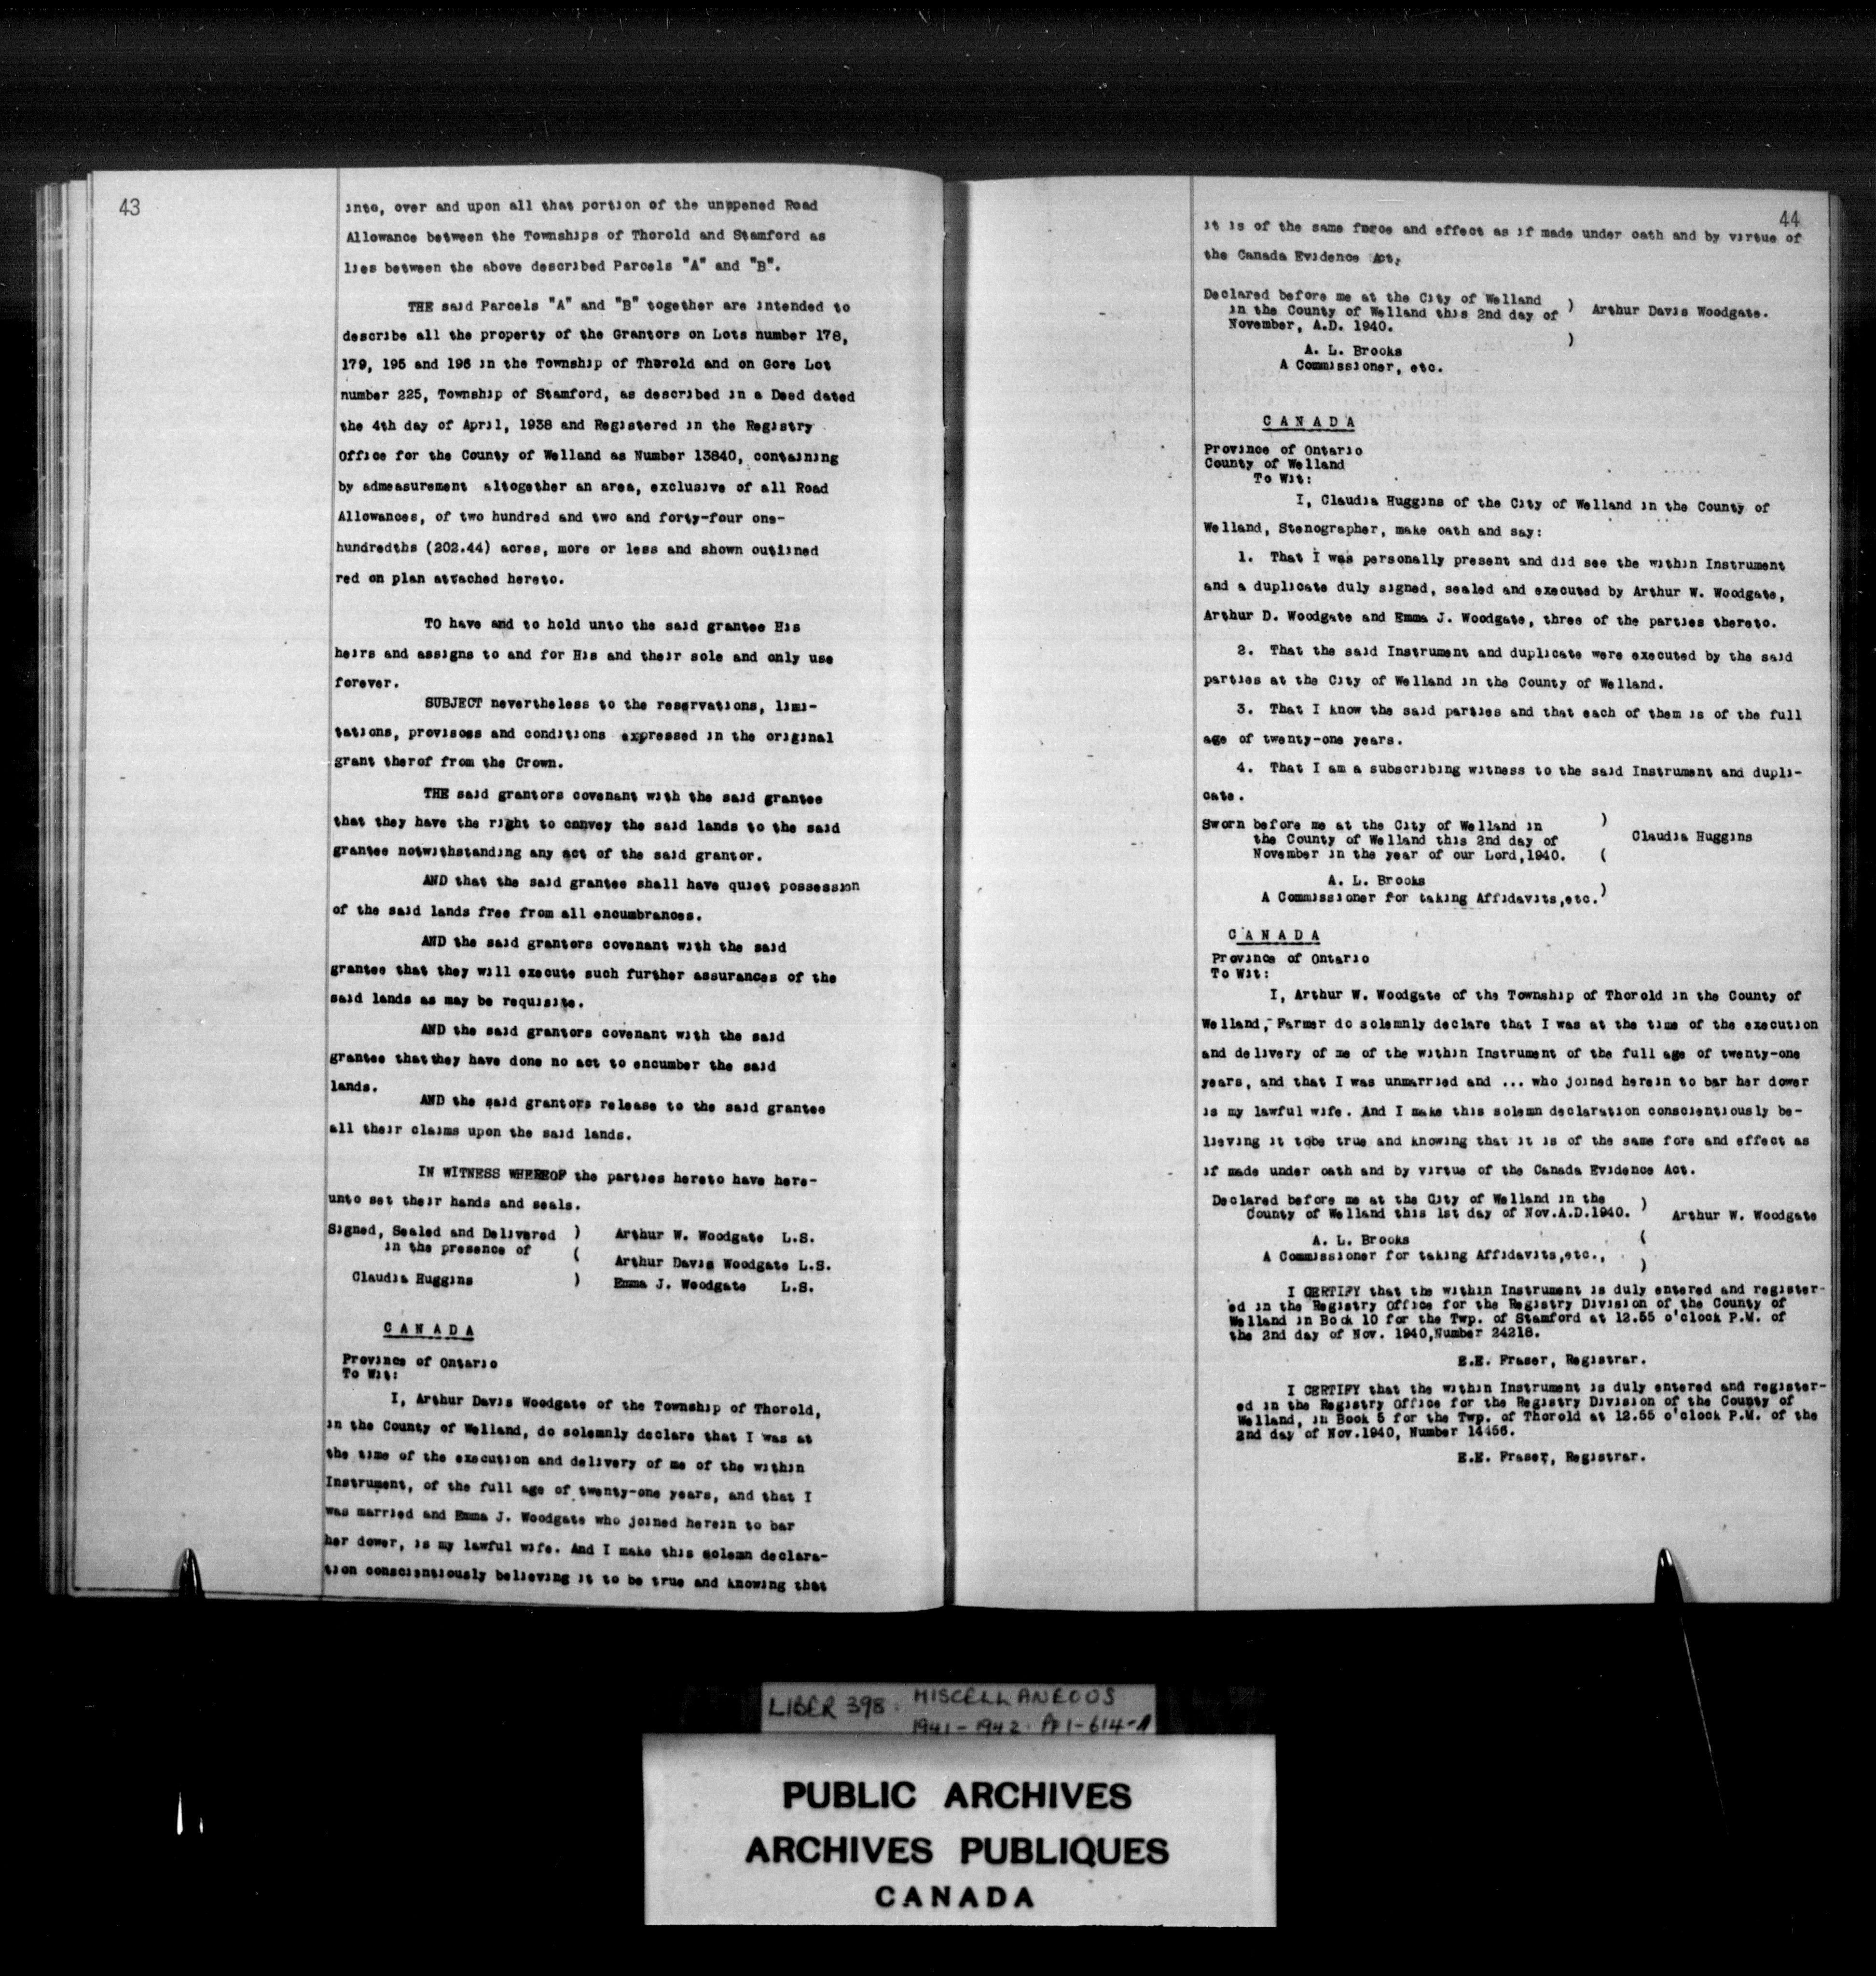 43
into, over and upon all that portion of the unopened Road
Allowance between the Townships of Thorold and Stamford as
lies between the above described Parcels "A" and "B".
THE said Parcels "A" and "B" together are intended to
describe all the property of the Grantors on Lots number 178,
179, 195 and 196 in the Township of Thorold and on Gore Lot
number 225, Township of Stamford, as described in a Deed dated
the 4th day of April, 1938 and Registered in the Registry
Office for the County of Welland as Number 13840, containing
by admeasurement altogether an area, exclusive of all Road
Allowances, of two hundred and two and forty-four one-
hundredths (202.44) acres, more or less and shown outlined
red on plan attached hereto.
TO have and to hold unto the said grantee His
heirs and assigns to and for His and their sole and only use
forever.
SUBJECT nevertheless to the reservations, limi-
tations, provisoes and conditions expressed in the original
grant therof from the Crown.
THE said grantors covenant with the said grantee
that they have the right to convey the said lands to the said
grantee notwithstanding any act of the said grantor.
AND that the said grantee shall have quiet possession
of the said lands free from all encumbrances.
AND the said grantors covenant with the said
grantee that they will execute such further assurances of the
said lands as may be requisite.
AND the said grantors covenant with the said
grantee that they have done no act to encumber the said
lands.
AND the said grantors release to the said grantee
all their claims upon the said lands.
IN WITNESS WHEREOF the parties hereto have here-
unto set their hands and seals.
Signed, Sealed and Delivered ) Arthur W. Woodgate L.S.
in the presence of (
Arthur Davis Woodgate L.S.
Claudia Huggins ) Emma J. Woodgate L.S.
CANADA
Province of Ontario
To Wit:
I, Arthur Davis Woodgate of the Township of Thorold,
in the County of Welland, do solemnly declare that I was at
the time of the execution and delivery of me of the within
Instrument, of the full age of twenty-one years, and that I
was married and Emma J. Woodgate who joined herein to bar
her dower, is my lawful wife. And I make this solemn declara-
tion conscientiously believing it to be true and knowing that
44
it is of the same force and effect as if made under oath and by virtue of
the Canada Evidence Act.
Declared before me at the City of Welland )
in the County of Welland this 2nd day of Arthur Davis Woodgate.
November, A.D. 1940. )
A. L. Brooks
A Commissioner, etc.
CANADA
Province of Ontario
County of Welland
To Wit:
I, Claudia Huggins of the City of Welland in the County of
Welland, Stenographer, make oath and say:
1. That I was personally present and did see the within Instrument
and a duplicate duly signed, sealed and executed by Arthur W. Woodgate,
Arthur D. Woodgate and Emma J. Woodgate, three of the parties thereto.
2. That the said Instrument and duplicate were executed by the said
parties at the City of Welland in the County of Welland.
3. That I know the said parties and that each of them is of the full
age of twenty-one years.
4. That I am a subscribing witness to the said Instrument and dupli-
cate.
Sworn before me at the City of Welland in )
the County of Welland this 2nd day of Claudia Huggins
November in the year of our Lord,1940. (
A. L. Brooks
A Commissioner for taking Affidavits,etc.)
CANADA
Province of Ontario
To Wit:
I, Arthur W. Woodgate of the Township of Thorold in the County of
Welland, Farmer do solemnly declare that I was at the time of the execution
and delivery of me of the within Instrument of the full age of twenty-one
years, and that I was unmarried and ... who joined herein to bar her dower
is my lawful wife. And I make this solemn declaration conscientiously be-
lieving it tobe true and knowing that it is of the same fore and effect as
if made under oath and by virtue of the Canada Evidence Act.
Declared before me at the City of Welland in the )
County of Welland this 1st day of Nov.A.D.1940. Arthur W. Woodgate
A. L. Brooks (
A Commissioner for taking Affidavits,etc., )
I CERTIFY that the within Instrument is duly entered and register-
ed in the Registry Office for the Registry Division of the County of
Welland in Book 10 for the Twp. of Stamford at 12.55 o'clock P.M. of
the 2nd day of Nov. 1940,Number 24218.
E.E. Fraser, Registrar.
I CERTIFY that the within Instrument is duly entered and register-
ed in the Registry Office for the Registry Division of the County of
Welland, in Book 5 for the Twp. of Thorold at 12.55 o'clock P.M. of the
2nd day of Nov.1940, Number 14456.
E.E. Fraser, Registrar.
LIBER 398. MISCELLANEOUS
1941-1942. PF1-614-A
PUBLIC ARCHIVES
ARCHIVES PUBLIQUES
CANADA